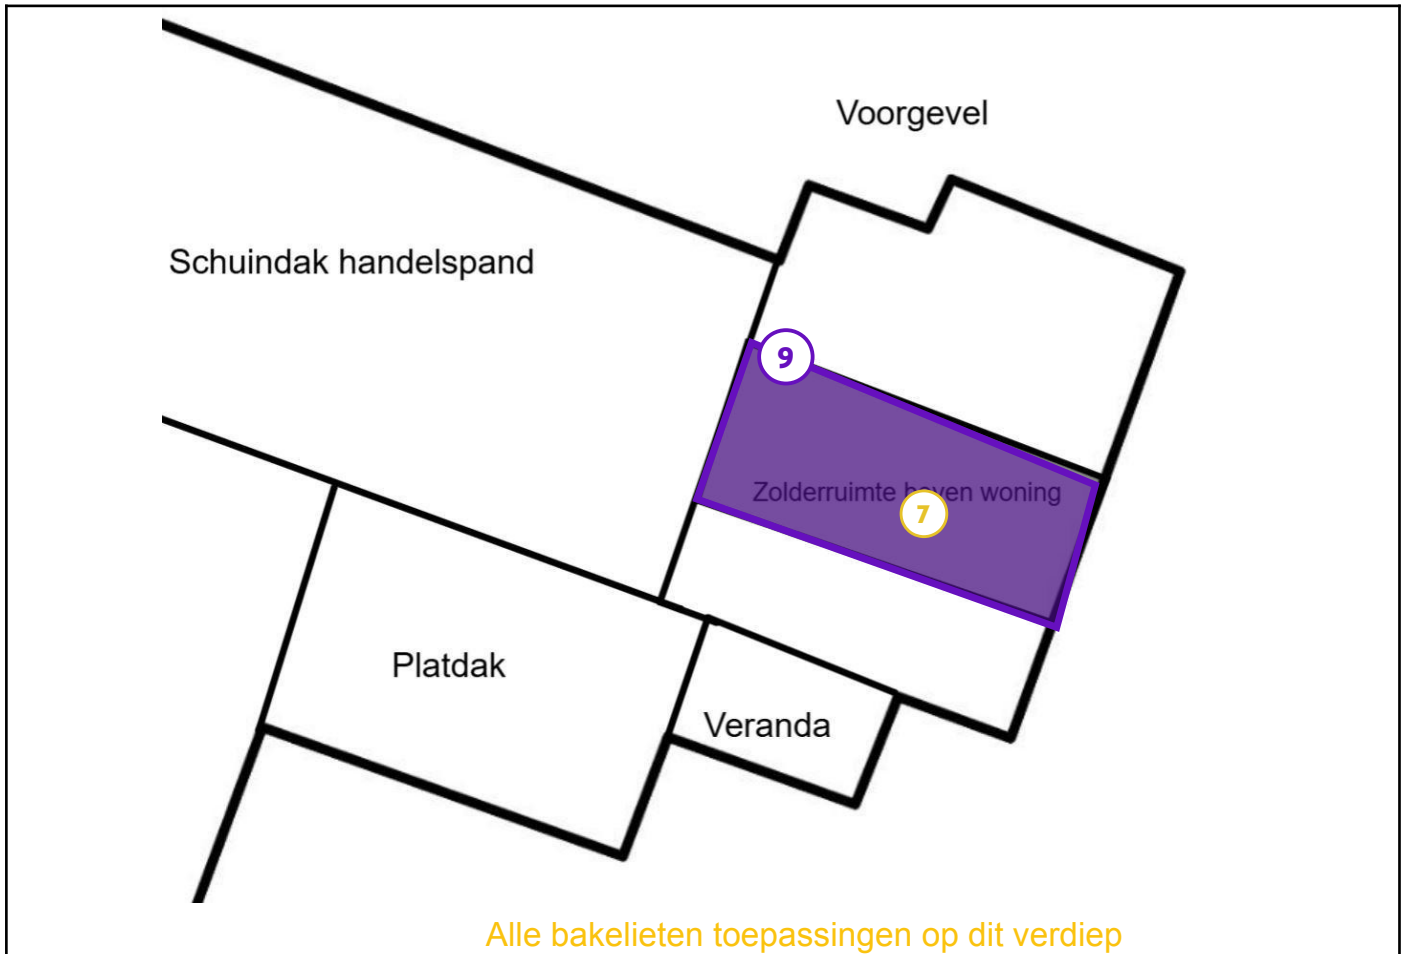 Voorgevel
Schuindak handelspand
9
Zolderruimte boven woning
7
Platdak
Veranda
Alle bakelieten toepassingen op dit verdiep